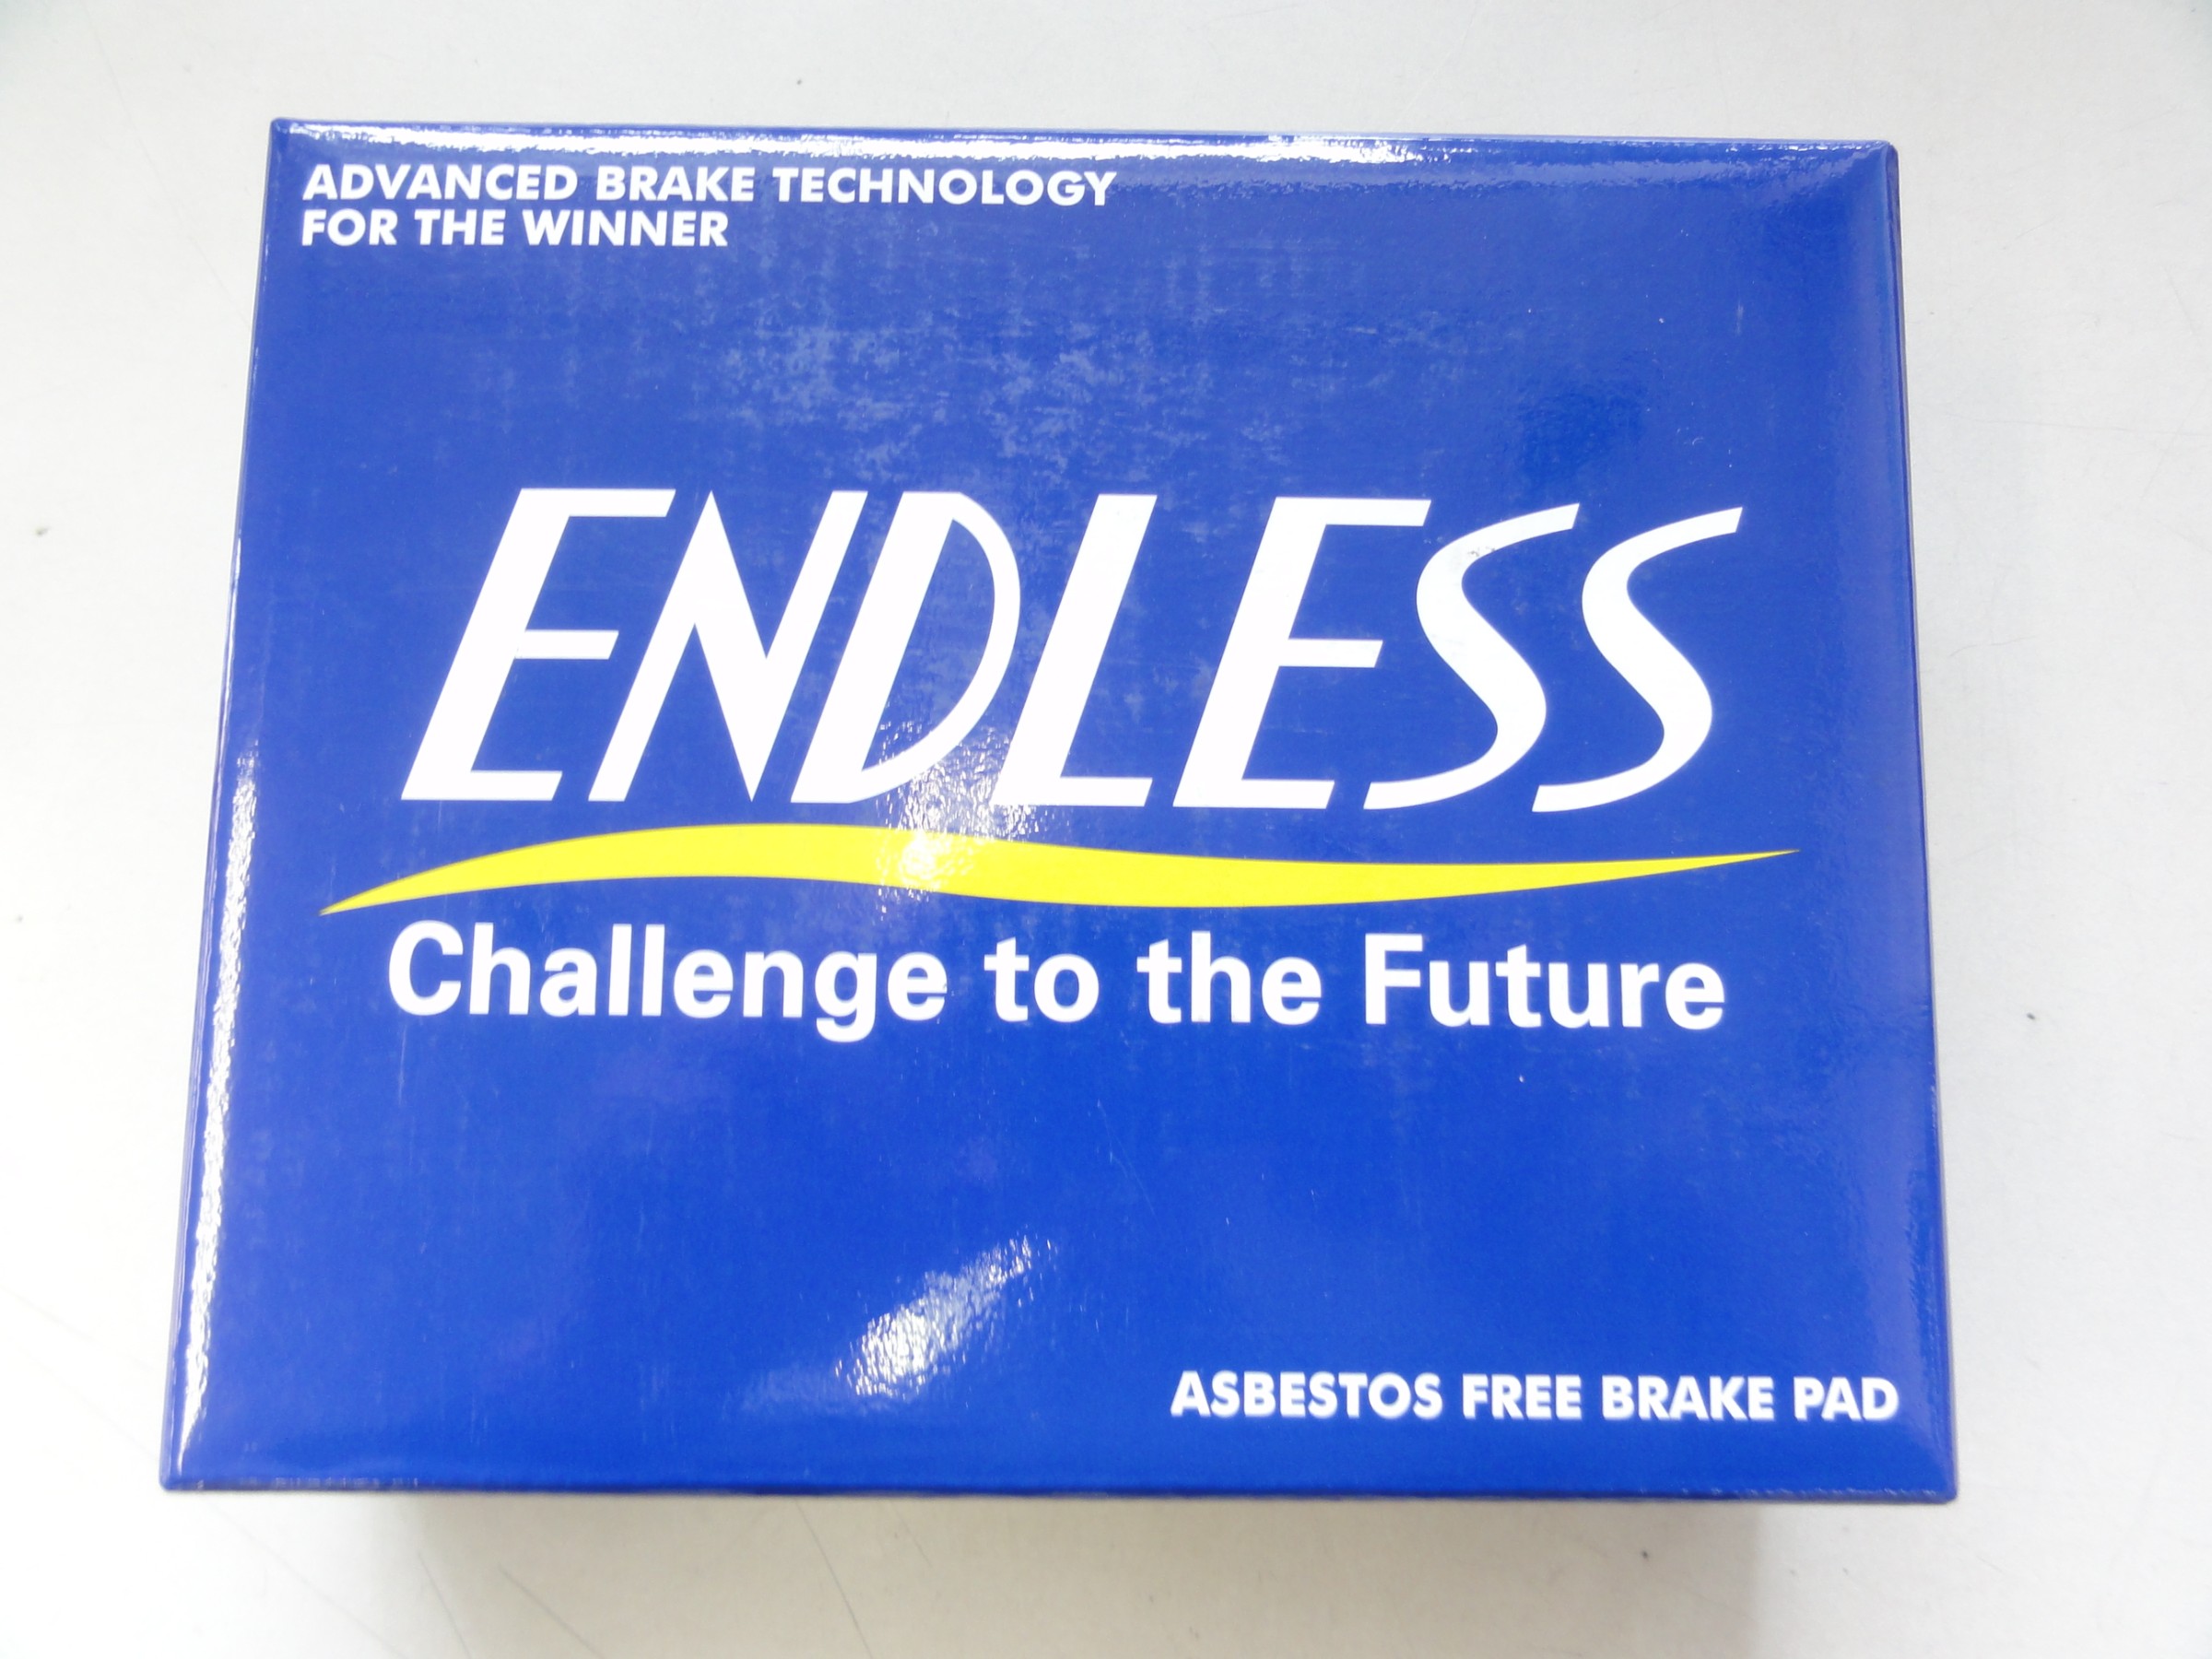 ADVANCED BRAKE TECHNOLOGY
FOR THE WINNER
ENDLESS
Challenge to the Future
ASBESTOS FREE BRAKE PAD